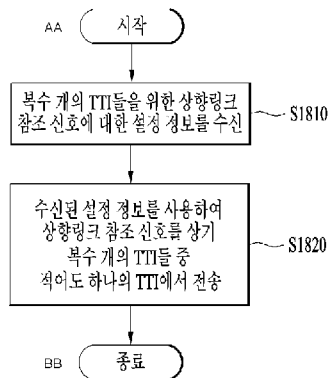 AA 시작
복수 개의 TTI들을 위한 상향링크
참조 신호에 대한 설정 정보를 수신
S1810
수신된 설정 정보를 사용하여
상향링크 참조 신호를 상기
복수 개의 TTI들 중
적어도 하나의 TTI에서 전송
S1820
BB 종료